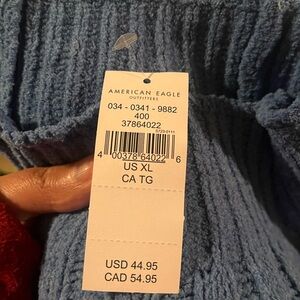 AMERICAN EAGLE
OUTFITTERS
034 - 0341 - 9882
400
37864022
4 00378 64022 6
US XL
CA TG
USD 44.95
CAD 54.95